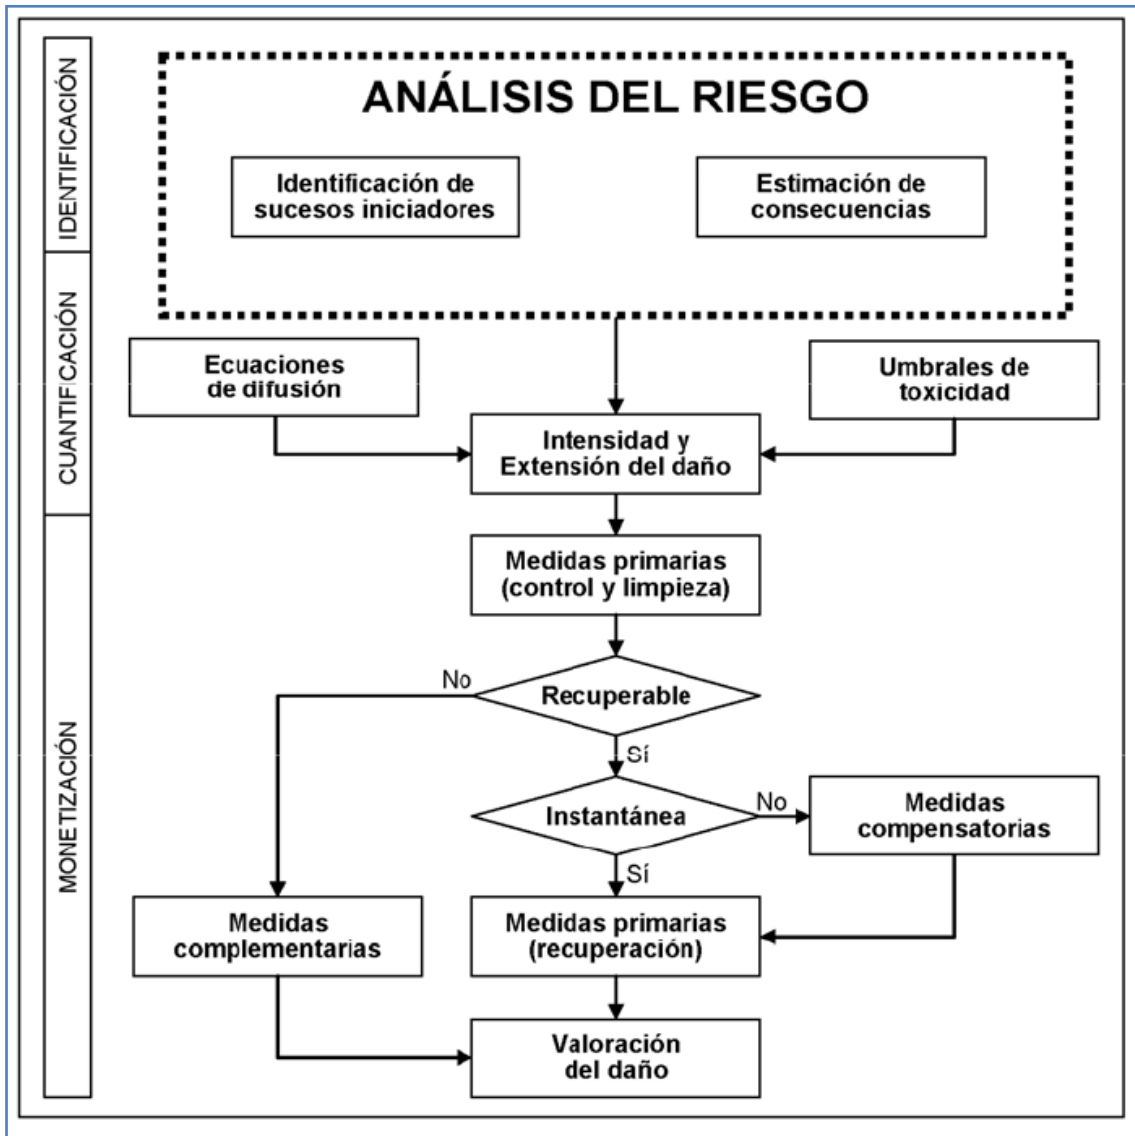 IDENTIFICACIÓN
CUANTIFICACIÓN
MONETIZACIÓN
ANÁLISIS DEL RIESGO
Identificación de
sucesos iniciadores
Estimación de
consecuencias
Ecuaciones
de difusión
Umbrales de
toxicidad
Intensidad y
Extensión del daño
Medidas primarias
(control y limpieza)
No
Recuperable
Sí
Instantánea
No
Medidas
compensatorias
Sí
Medidas
complementarias
Medidas primarias
(recuperación)
Valoración
del daño